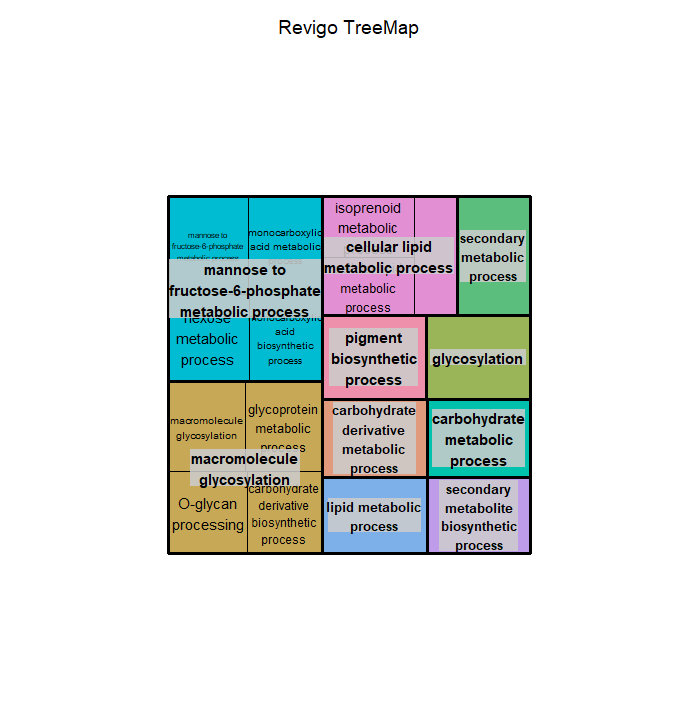 Revigo TreeMap
mannose to
fructose-6-phosphate
metabolic process
monocarboxylic
acid metabolic
mannose to
fructose-6-phosphate
metabolic process
hexose
metabolic
process
monocarboxylic
acid
biosynthetic
process
isoprenoid
metabolic
cellular lipid
metabolic process
metabolic
process
secondary
metabolic
process
pigment
biosynthetic
process
glycosylation
macromolecule
glycosylation
glycoprotein
metabolic
process
macromolecule
glycosylation
O-glycan
processing
carbohydrate
derivative
biosynthetic
process
carbohydrate
derivative
metabolic
process
carbohydrate
metabolic
process
lipid metabolic
process
secondary
metabolite
biosynthetic
process